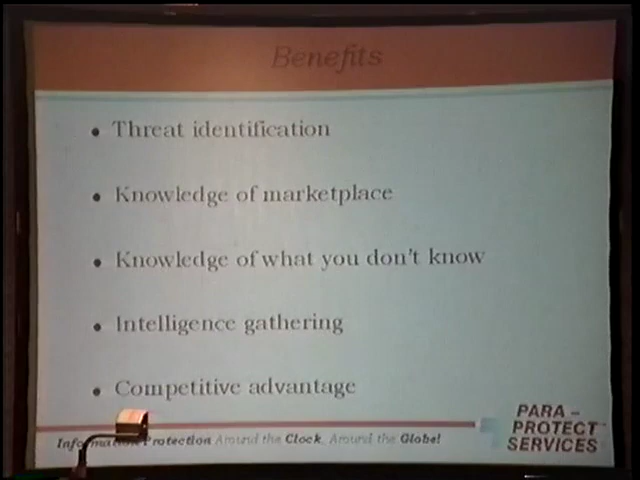 Benefits
• Threat identification
• Knowledge of marketplace
• Knowledge of what you don't know
• Intelligence gathering
• Competitive advantage
Information Protection Around the Clock, Around the Globe!
PARA –
PROTECT
SERVICES